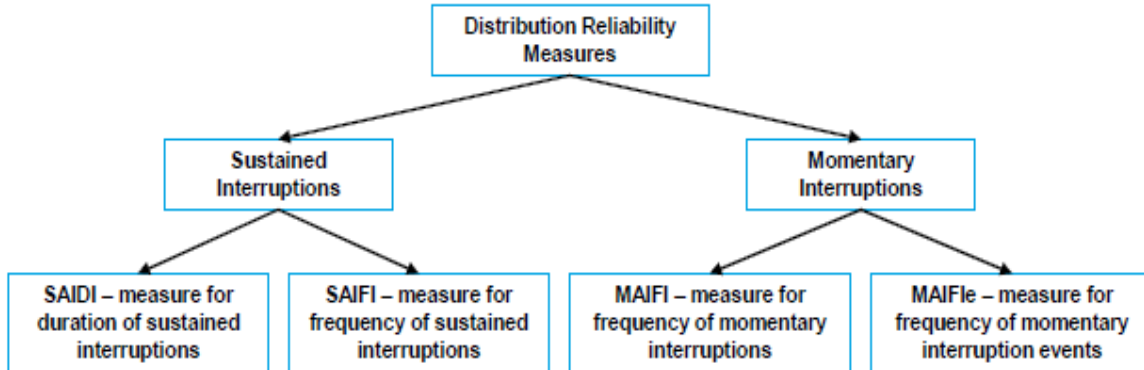 Distribution Reliability
Measures
Sustained
Interruptions
Momentary
Interruptions
SAIDI – measure for
duration of sustained
interruptions
SAIFI – measure for
frequency of sustained
interruptions
MAIFI – measure for
frequency of momentary
interruptions
MAIFIe – measure for
frequency of momentary
interruption events